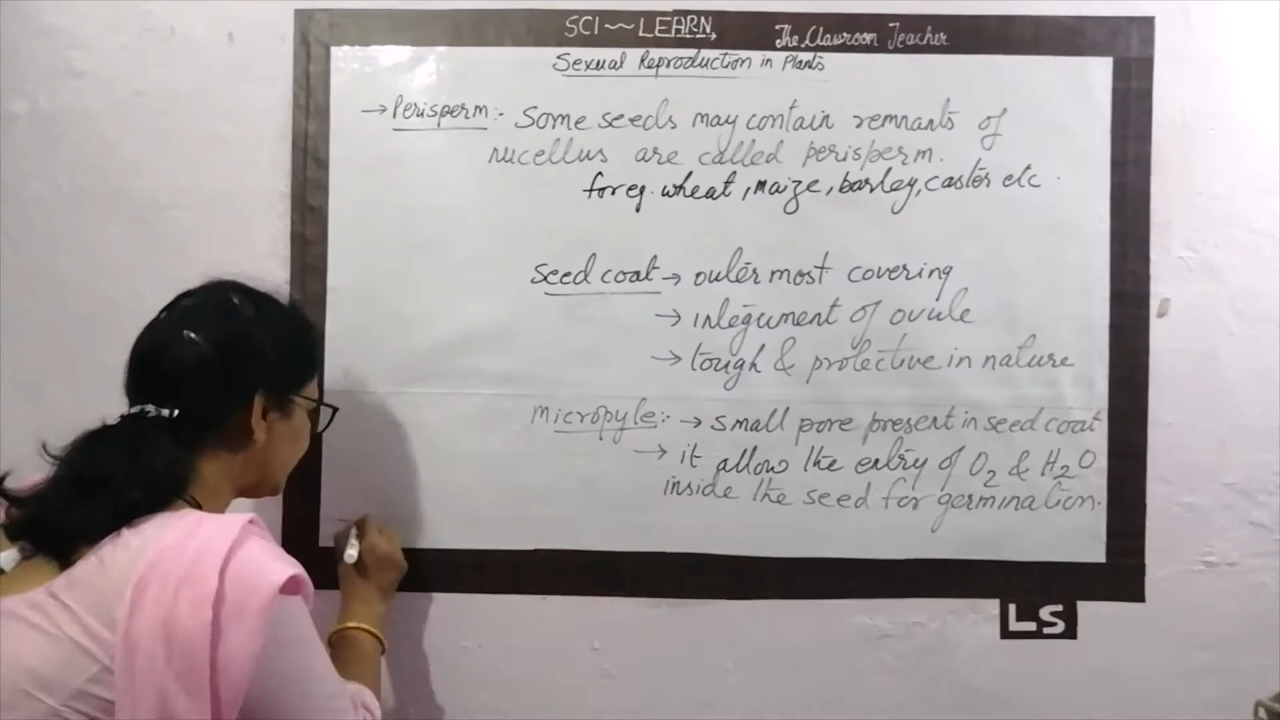 SCI~LEARN The Classroom Teacher
Sexual Reproduction in Plants
→ Perisperm:- Some seeds may contain remnants of
nucellus are called perisperm.
for eg. wheat, maize, barley, caster etc.
Seed coat → outer most covering
→ integument of ovule
→ tough & protective in nature
Micropyle:- → small pore present in seed coat
→ it allow the entry of O₂ & H₂O
inside the seed for germination.
LS